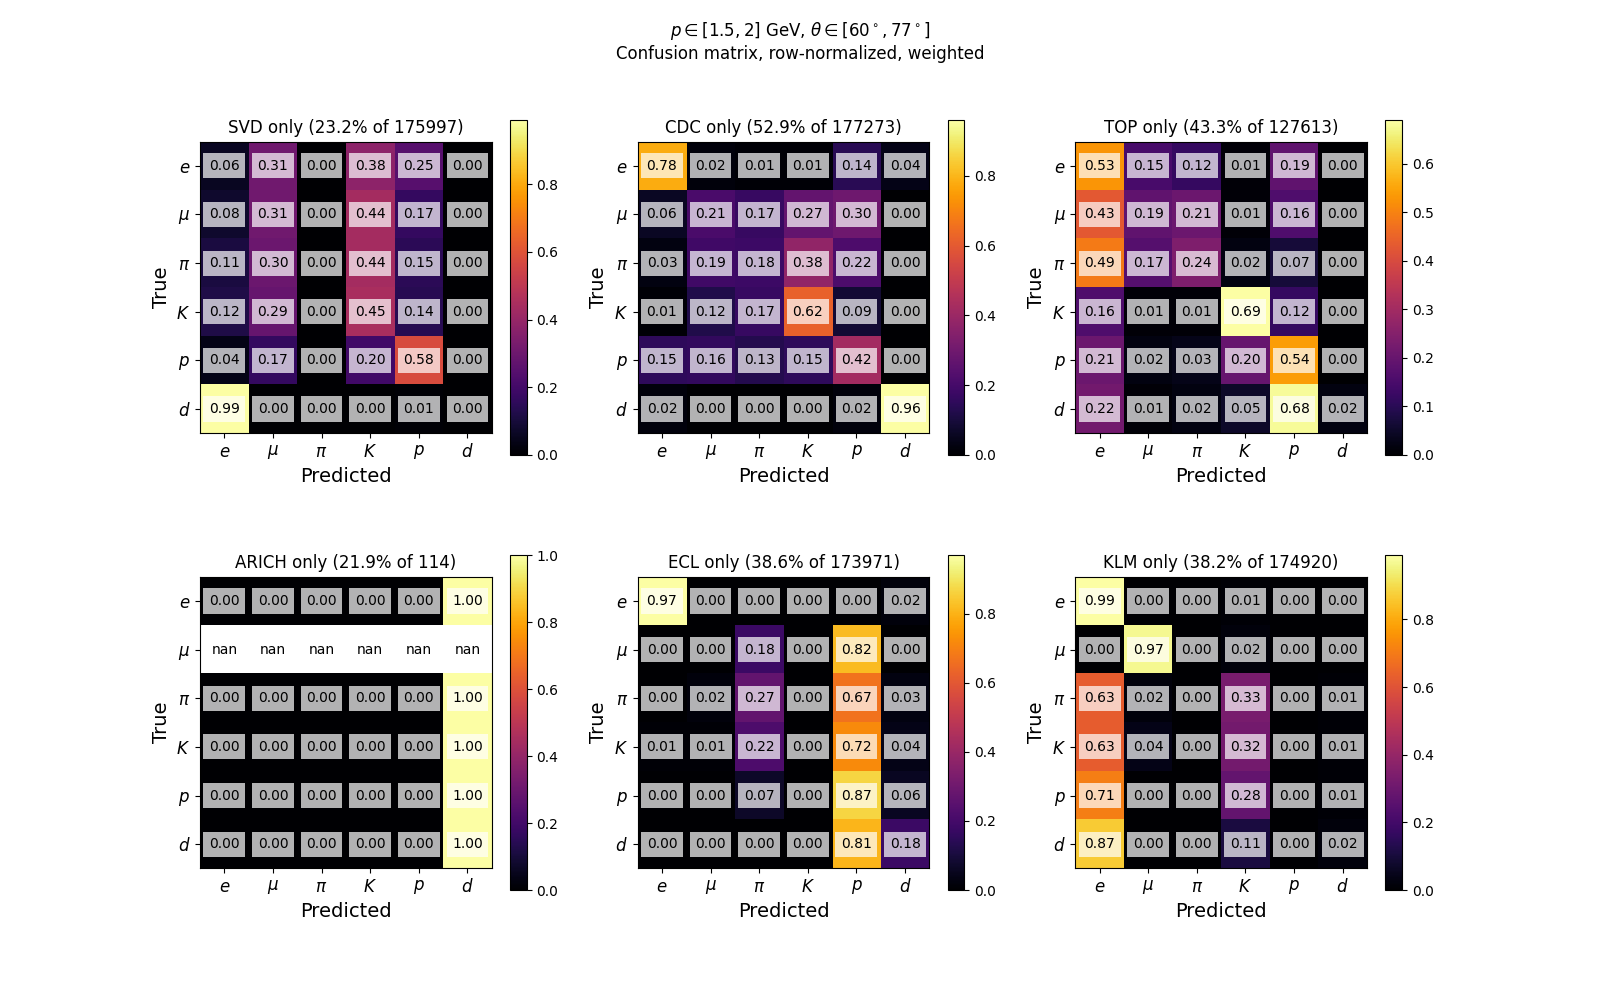 p ∈ [1.5, 2] GeV, θ ∈ [60°, 77°]
Confusion matrix, row-normalized, weighted
SVD only (23.2% of 175997)
True
e 0.06 0.31 0.00 0.38 0.25 0.00
μ 0.08 0.31 0.00 0.44 0.17 0.00
π 0.11 0.30 0.00 0.44 0.15 0.00
K 0.12 0.29 0.00 0.45 0.14 0.00
p 0.04 0.17 0.00 0.20 0.58 0.00
d 0.99 0.00 0.00 0.00 0.01 0.00
e μ π K p d
Predicted
0.8
0.6
0.4
0.2
0.0
CDC only (52.9% of 177273)
True
e 0.78 0.02 0.01 0.01 0.14 0.04
μ 0.06 0.21 0.17 0.27 0.30 0.00
π 0.03 0.19 0.18 0.38 0.22 0.00
K 0.01 0.12 0.17 0.62 0.09 0.00
p 0.15 0.16 0.13 0.15 0.42 0.00
d 0.02 0.00 0.00 0.00 0.02 0.96
e μ π K p d
Predicted
0.8
0.6
0.4
0.2
0.0
TOP only (43.3% of 127613)
True
e 0.53 0.15 0.12 0.01 0.19 0.00
μ 0.43 0.19 0.21 0.01 0.16 0.00
π 0.49 0.17 0.24 0.02 0.07 0.00
K 0.16 0.01 0.01 0.69 0.12 0.00
p 0.21 0.02 0.03 0.20 0.54 0.00
d 0.22 0.01 0.02 0.05 0.68 0.02
e μ π K p d
Predicted
0.6
0.5
0.4
0.3
0.2
0.1
0.0
ARICH only (21.9% of 114)
True
e 0.00 0.00 0.00 0.00 0.00 1.00
μ nan nan nan nan nan nan
π 0.00 0.00 0.00 0.00 0.00 1.00
K 0.00 0.00 0.00 0.00 0.00 1.00
p 0.00 0.00 0.00 0.00 0.00 1.00
d 0.00 0.00 0.00 0.00 0.00 1.00
e μ π K p d
Predicted
1.0
0.8
0.6
0.4
0.2
0.0
ECL only (38.6% of 173971)
True
e 0.97 0.00 0.00 0.00 0.00 0.02
μ 0.00 0.00 0.18 0.00 0.82 0.00
π 0.00 0.02 0.27 0.00 0.67 0.03
K 0.01 0.01 0.22 0.00 0.72 0.04
p 0.00 0.00 0.07 0.00 0.87 0.06
d 0.00 0.00 0.00 0.00 0.81 0.18
e μ π K p d
Predicted
0.8
0.6
0.4
0.2
0.0
KLM only (38.2% of 174920)
True
e 0.99 0.00 0.00 0.01 0.00 0.00
μ 0.00 0.97 0.00 0.02 0.00 0.00
π 0.63 0.02 0.00 0.33 0.00 0.01
K 0.63 0.04 0.00 0.32 0.00 0.01
p 0.71 0.00 0.00 0.28 0.00 0.01
d 0.87 0.00 0.00 0.11 0.00 0.02
e μ π K p d
Predicted
0.8
0.6
0.4
0.2
0.0